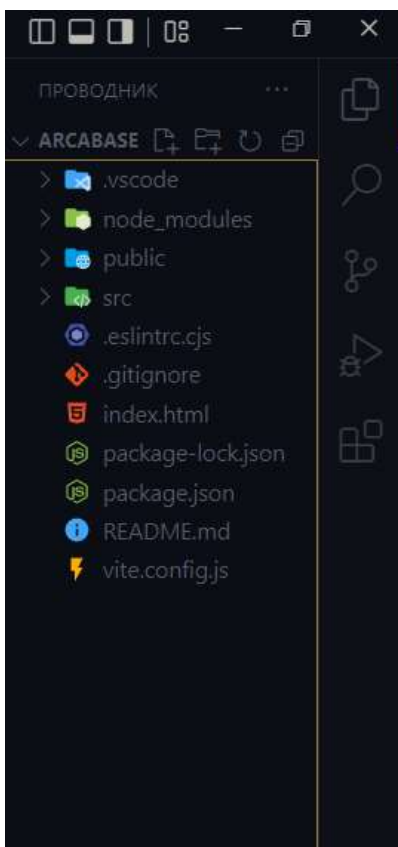 ПРОВОДНИК
ARCABASE
.vscode
node_modules
public
src
.eslintrc.cjs
.gitignore
index.html
package-lock.json
package.json
README.md
vite.config.js